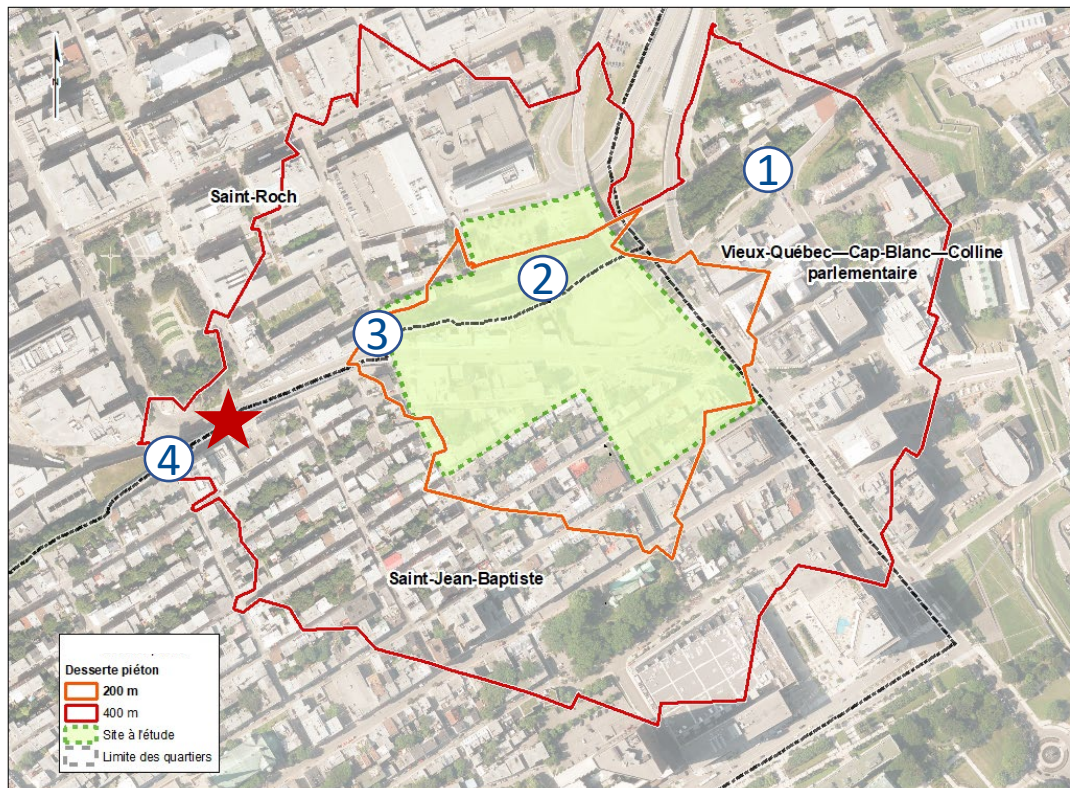 N
1
Saint-Roch
Vieux-Québec—Cap-Blanc—Colline
parlementaire
2
3
4
Saint-Jean-Baptiste
Desserte piéton
200 m
400 m
Site à l'étude
Limite des quartiers